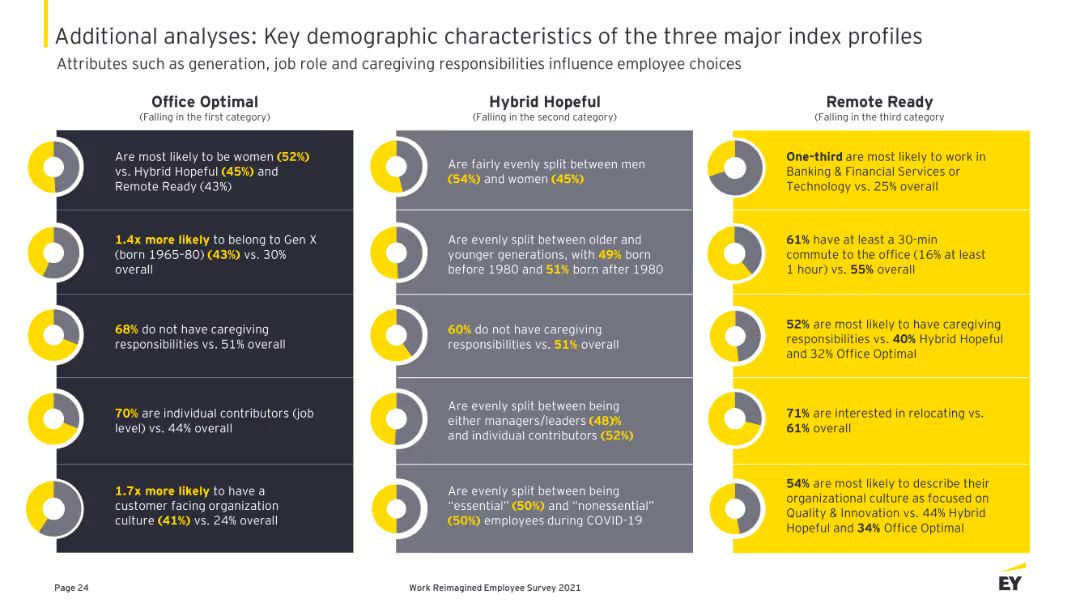 Additional analyses: Key demographic characteristics of the three major index profiles
Attributes such as generation, job role and caregiving responsibilities influence employee choices
Office Optimal
(Falling in the first category)
Are most likely to be women (52%)
vs. Hybrid Hopeful (45%) and
Remote Ready (43%)
1.4x more likely to belong to Gen X
(born 1965-80) (43%) vs. 30%
overall
68% do not have caregiving
responsibilities vs. 51% overall
70% are individual contributors (job
level) vs. 44% overall
1.7x more likely to have a
customer facing organization
culture (41%) vs. 24% overall
Hybrid Hopeful
(Falling in the second category)
Are fairly evenly split between men
(54%) and women (45%)
Are evenly split between older and
younger generations, with 49% born
before 1980 and 51% born after 1980
60% do not have caregiving
responsibilities vs. 51% overall
Are evenly split between being
either managers/leaders (48)%
and individual contributors (52%)
Are evenly split between being
"essential" (50%) and "nonessential"
(50%) employees during COVID-19
Remote Ready
(Falling in the third category
One-third are most likely to work in
Banking & Financial Services or
Technology vs. 25% overall
61% have at least a 30-min
commute to the office (16% at least
1 hour) vs. 55% overall
52% are most likely to have caregiving
responsibilities vs. 40% Hybrid Hopeful
and 32% Office Optimal
71% are interested in relocating vs.
61% overall
54% are most likely to describe their
organizational culture as focused on
Quality & Innovation vs. 44% Hybrid
Hopeful and 34% Office Optimal
Page 24
Work Reimagined Employee Survey 2021
EY